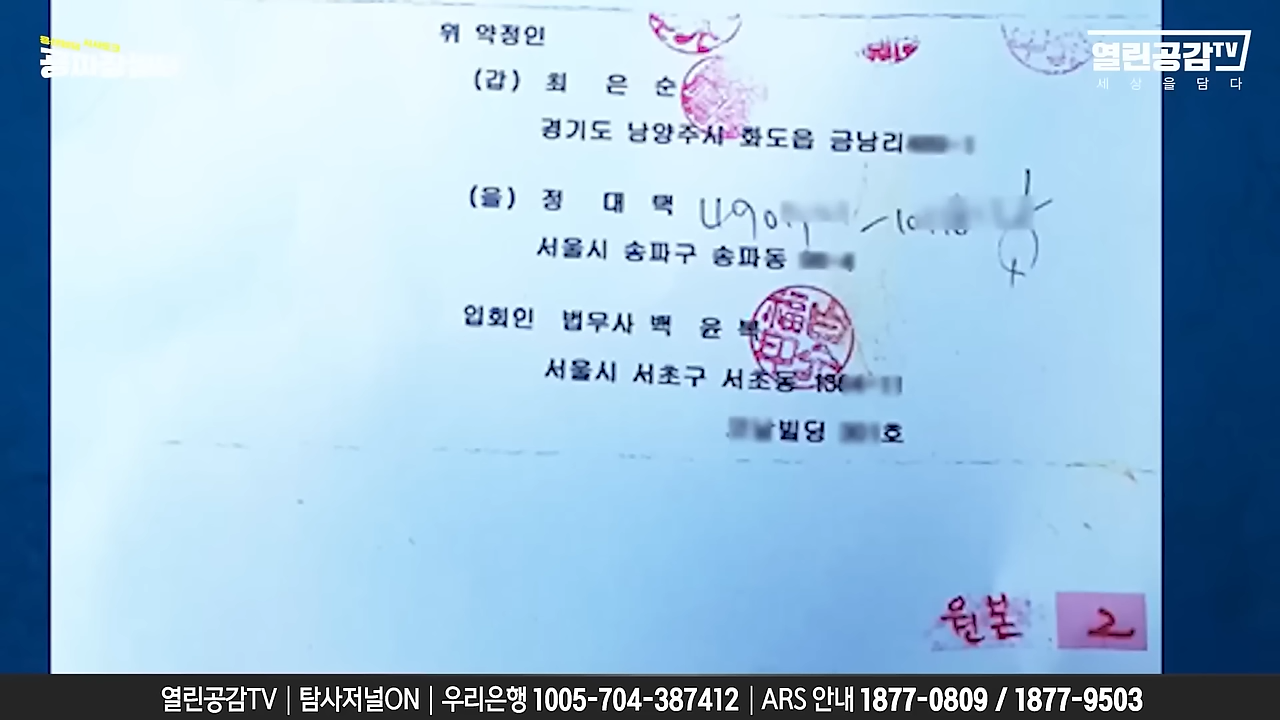 열린공감TV
세상을담다
위 약정인
(갑) 최 은 순
경기도 남양주시 화도읍 금남리
(을) 정 대 택
서울시 송파구 송파동
입회인 법무사 백 윤 복
서울시 서초구 서초동
빌딩 호
원본 2
열린공감TV | 탐사저널ON | 우리은행 1005-704-387412 | ARS 안내 1877-0809 / 1877-9503